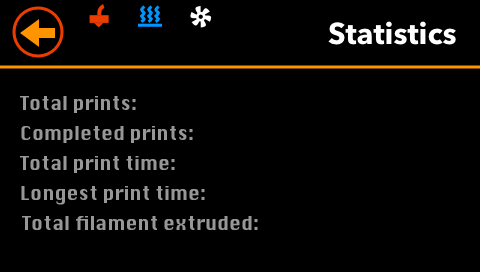 Statistics
Total prints:
Completed prints:
Total print time:
Longest print time:
Total filament extruded: